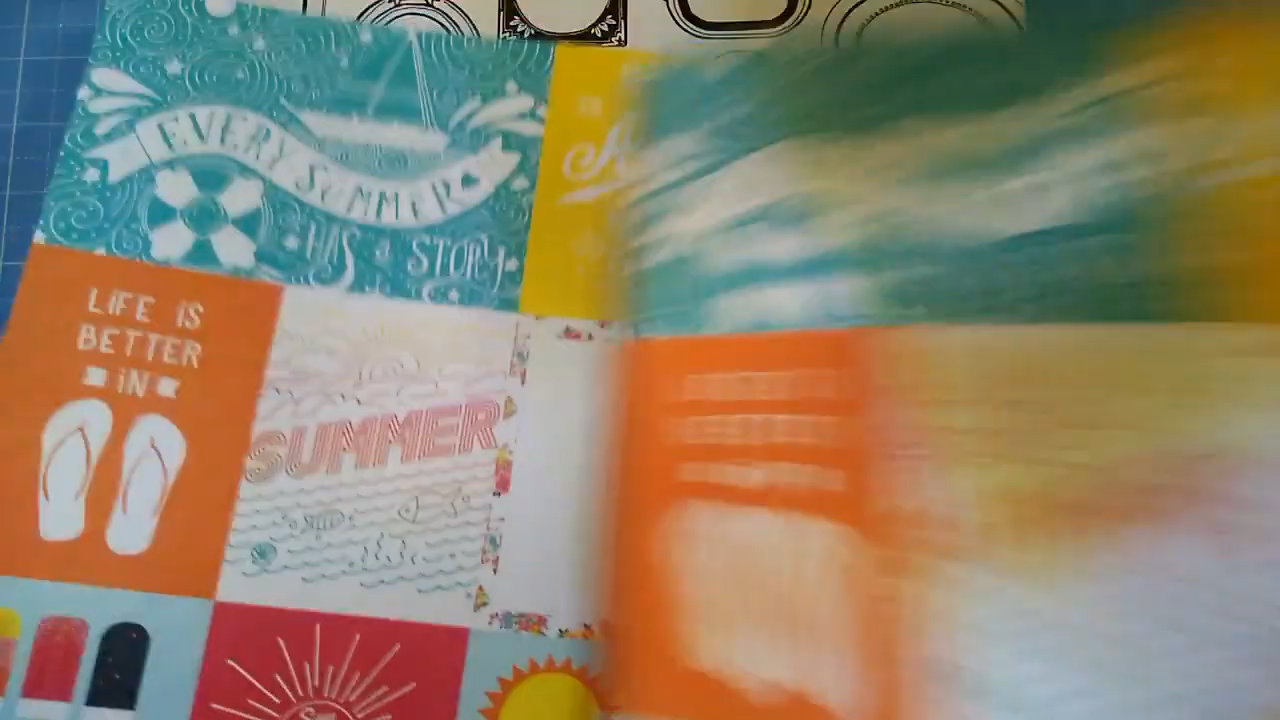 EVERY SUMMER
HAS a STORY
LIFE IS
BETTER
IN
SUMMER